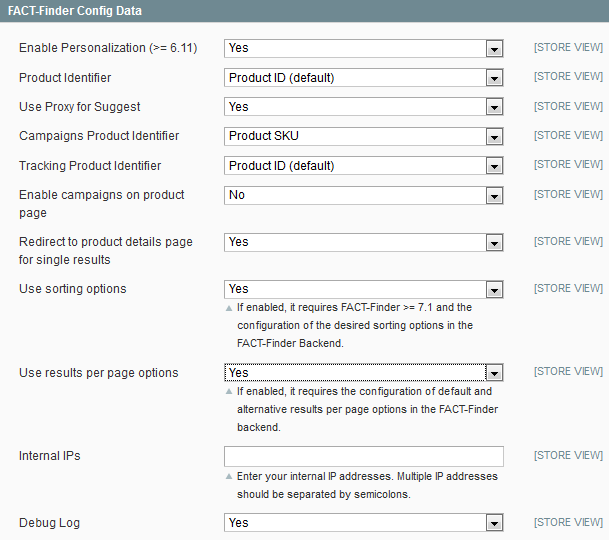 FACT-Finder Config Data
Enable Personalization (>= 6.11) Yes [STORE VIEW]
Product Identifier Product ID (default) [STORE VIEW]
Use Proxy for Suggest Yes [STORE VIEW]
Campaigns Product Identifier Product SKU [STORE VIEW]
Tracking Product Identifier Product ID (default) [STORE VIEW]
Enable campaigns on product No [STORE VIEW]
page
Redirect to product details page Yes [STORE VIEW]
for single results
Use sorting options Yes [STORE VIEW]
If enabled, it requires FACT-Finder >= 7.1 and the
configuration of the desired sorting options in the
FACT-Finder Backend.
Use results per page options Yes [STORE VIEW]
If enabled, it requires the configuration of default and
alternative results per page options in the FACT-Finder
backend.
Internal IPs [STORE VIEW]
Enter your internal IP addresses. Multiple IP addresses
should be separated by semicolons.
Debug Log Yes [STORE VIEW]